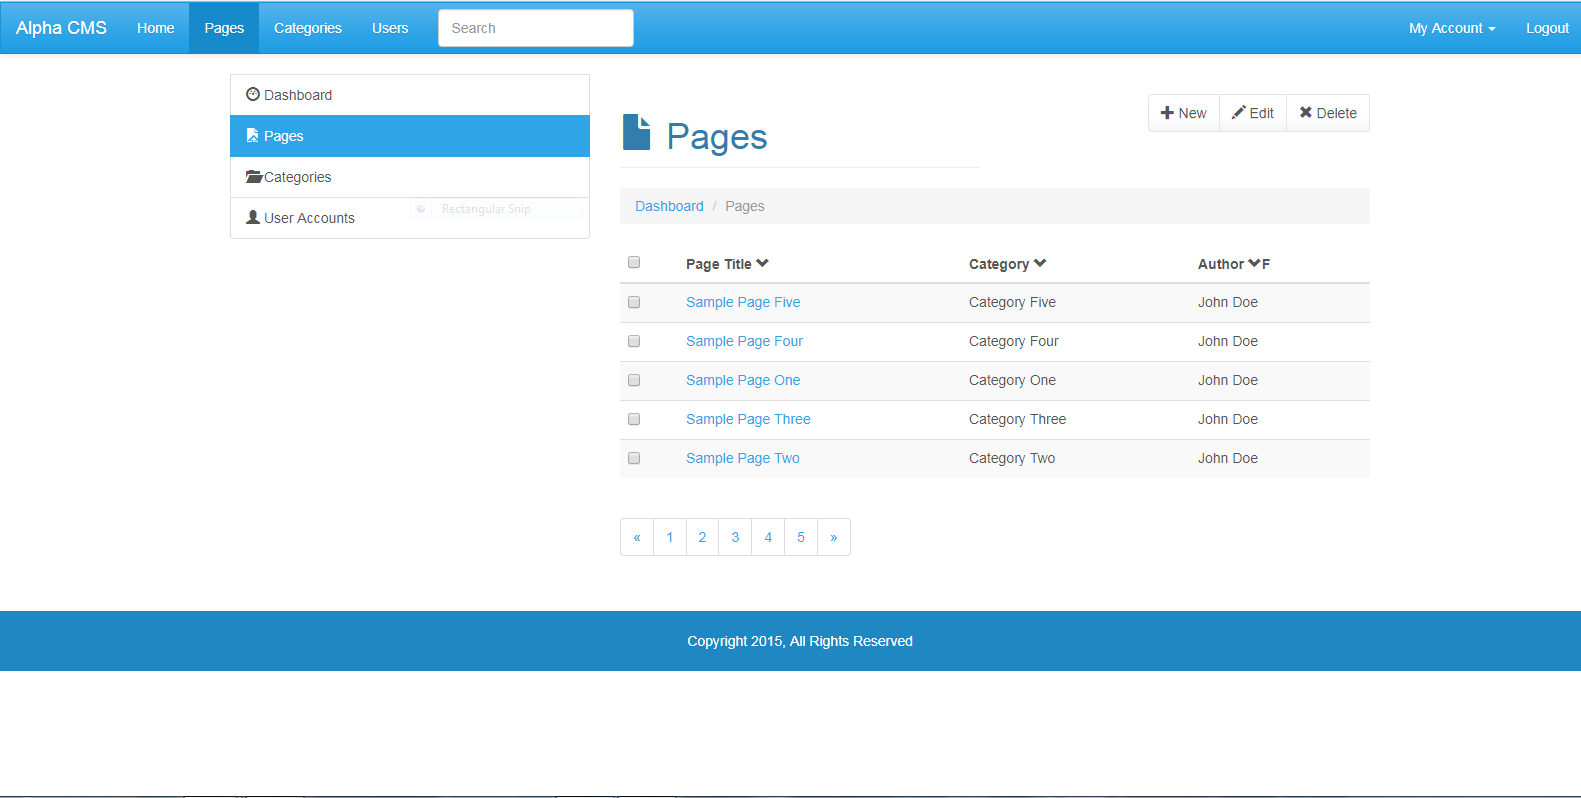 Alpha CMS Home Pages Categories Users Search My Account Logout
Dashboard
Pages
Categories
User Accounts
Rectangular Snip
New Edit Delete
Pages
Dashboard / Pages
Page Title Category Author F
Sample Page Five Category Five John Doe
Sample Page Four Category Four John Doe
Sample Page One Category One John Doe
Sample Page Three Category Three John Doe
Sample Page Two Category Two John Doe
« 1 2 3 4 5 »
Copyright 2015, All Rights Reserved